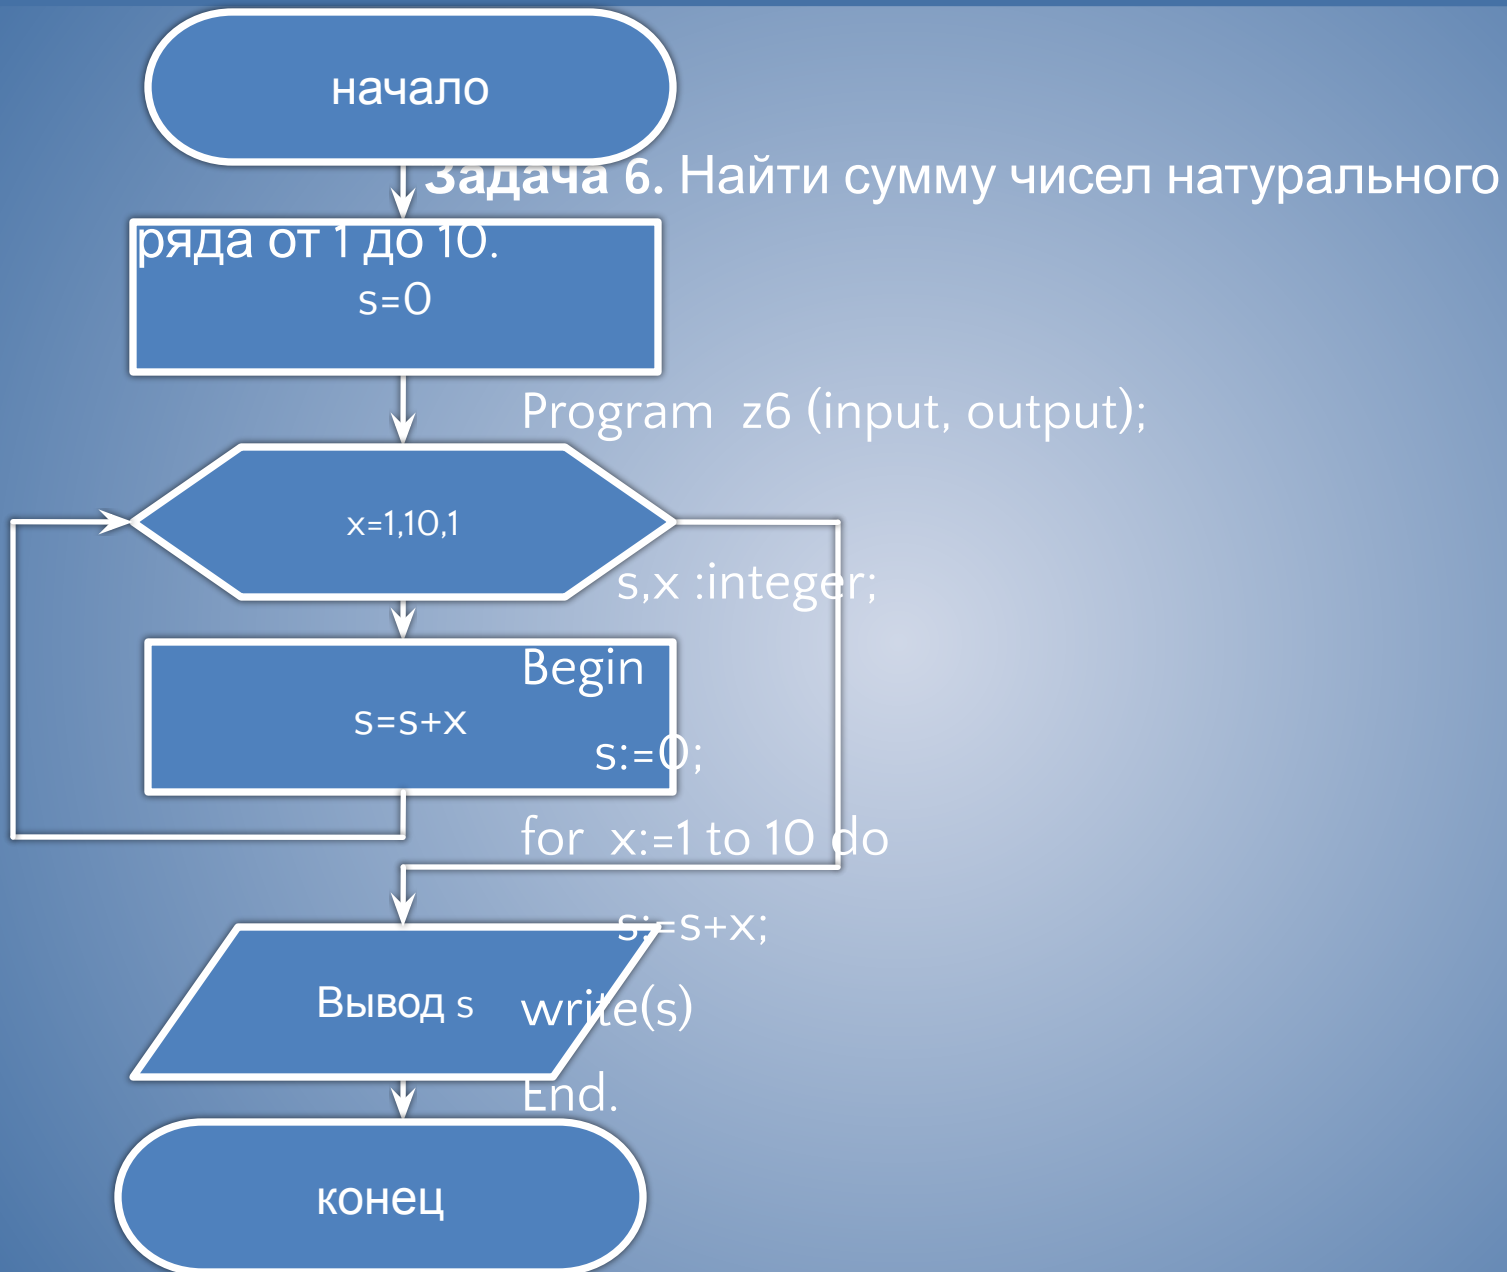 начало
Задача 6. Найти сумму чисел натурального
ряда от 1 до 10.
s=0
Program z6 (input, output);
x=1,10,1
s,x :integer;
Begin
s=s+x
s:=0;
for x:=1 to 10 do
s:=s+x;
Вывод s
write(s)
End.
конец